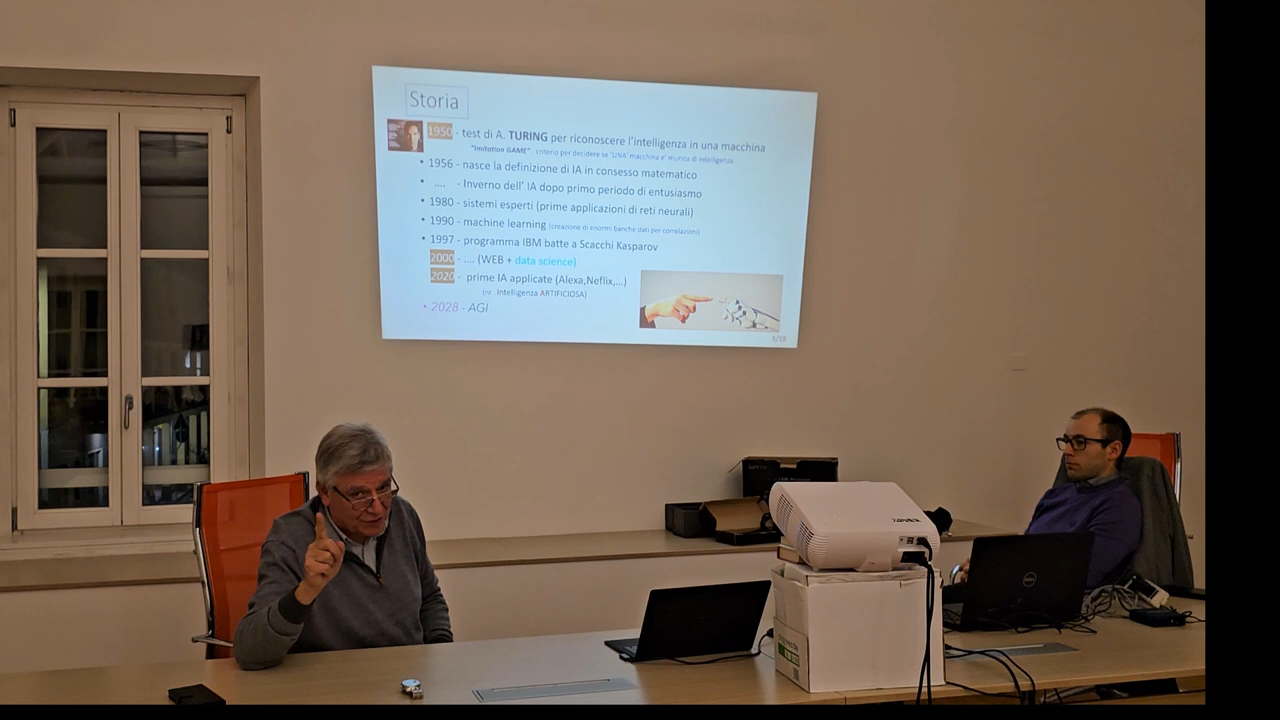 Storia
1950 - test di A. TURING per riconoscere l'intelligenza in una macchina
"Imitation GAME" : criterio per decidere se 'UNA' macchina e' munita di intelligenza.
• 1956 - nasce la definizione di IA in consesso matematico
• .... - Inverno dell' IA dopo primo periodo di entusiasmo
• 1980 - sistemi esperti (prime applicazioni di reti neurali)
• 1990 - machine learning (creazione di enormi banche dati per correlazioni)
• 1997 - programma IBM batte a Scacchi Kasparov
2000 - .... (WEB + data science)
2020 - prime IA applicate (Alexa,Neflix,...)
Intelligenza ARTIFICIOSA)
• 2028 - AGI
3/19
DELL